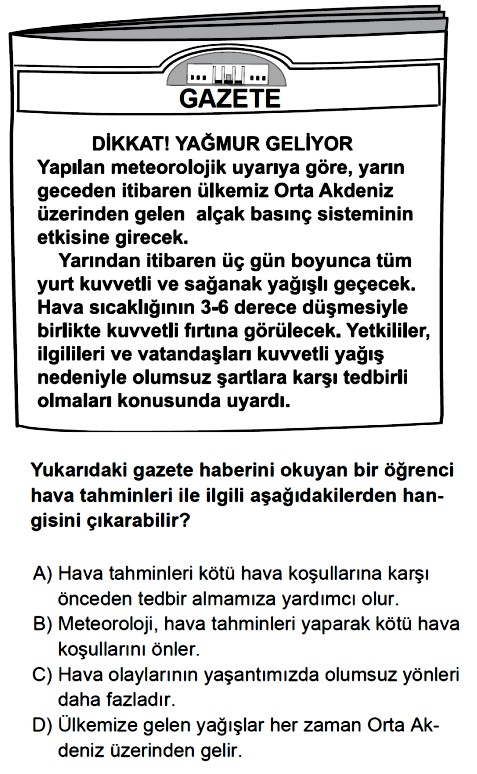 GAZETE
DİKKAT! YAĞMUR GELİYOR
Yapılan meteorolojik uyarıya göre, yarın
geceden itibaren ülkemiz Orta Akdeniz
üzerinden gelen alçak basınç sisteminin
etkisine girecek.
Yarından itibaren üç gün boyunca tüm
yurt kuvvetli ve sağanak yağışlı geçecek.
Hava sıcaklığının 3-6 derece düşmesiyle
birlikte kuvvetli fırtına görülecek. Yetkililer,
ilgilileri ve vatandaşları kuvvetli yağış
nedeniyle olumsuz şartlara karşı tedbirli
olmaları konusunda uyardı.
Yukarıdaki gazete haberini okuyan bir öğrenci
hava tahminleri ile ilgili aşağıdakilerden han-
gisini çıkarabilir?
A) Hava tahminleri kötü hava koşullarına karşı
önceden tedbir almamıza yardımcı olur.
B) Meteoroloji, hava tahminleri yaparak kötü hava
koşullarını önler.
C) Hava olaylarının yaşantımızda olumsuz yönleri
daha fazladır.
D) Ülkemize gelen yağışlar her zaman Orta Ak-
deniz üzerinden gelir.